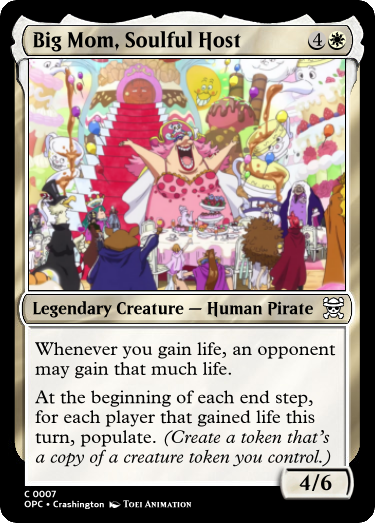 Big Mom, Soulful Host 4
Legendary Creature — Human Pirate
Whenever you gain life, an opponent
may gain that much life.
At the beginning of each end step,
for each player that gained life this
turn, populate. (Create a token that's
a copy of a creature token you control.)
4/6
C 0007
OPC • Crashington TOEI ANIMATION